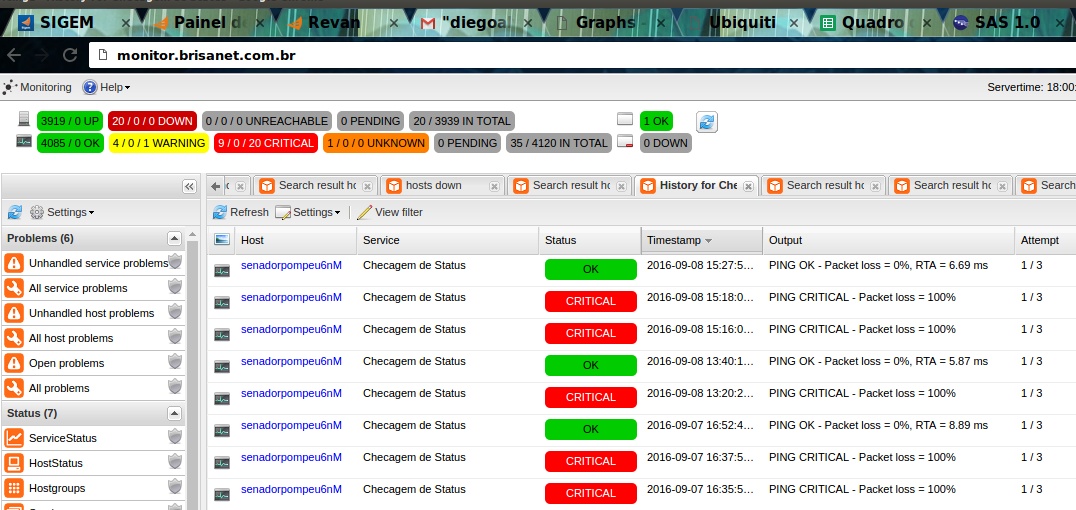 SIGEM × Painel d × Revan × "diegoal × Graphs - × Ubiquiti × Quadro × SAS 1.0 ×
monitor.brisanet.com.br
Monitoring Help Servertime: 18:00:
3919 / 0 UP 20 / 0 / 0 DOWN 0 / 0 / 0 UNREACHABLE 0 PENDING 20 / 3939 IN TOTAL 1 OK
4085 / 0 OK 4 / 0 / 1 WARNING 9 / 0 / 20 CRITICAL 1 / 0 / 0 UNKNOWN 0 PENDING 35 / 4120 IN TOTAL 0 DOWN
Search result ho hosts down Search result ho History for Che Search result ho Search result ho Search
Settings Refresh Settings View filter
Problems (6)
Unhandled service problems
All service problems
Unhandled host problems
All host problems
Open problems
All problems
Status (7)
ServiceStatus
HostStatus
Hostgroups
Host Service Status Timestamp Output Attempt
senadorpompeu6nM Checagem de Status OK 2016-09-08 15:27:5... PING OK - Packet loss = 0%, RTA = 6.69 ms 1 / 3
senadorpompeu6nM Checagem de Status CRITICAL 2016-09-08 15:18:0... PING CRITICAL - Packet loss = 100% 1 / 3
senadorpompeu6nM Checagem de Status CRITICAL 2016-09-08 15:16:0... PING CRITICAL - Packet loss = 100% 1 / 3
senadorpompeu6nM Checagem de Status OK 2016-09-08 13:40:1... PING OK - Packet loss = 0%, RTA = 5.87 ms 1 / 3
senadorpompeu6nM Checagem de Status CRITICAL 2016-09-08 13:20:2... PING CRITICAL - Packet loss = 100% 1 / 3
senadorpompeu6nM Checagem de Status OK 2016-09-07 16:52:4... PING OK - Packet loss = 0%, RTA = 8.89 ms 1 / 3
senadorpompeu6nM Checagem de Status CRITICAL 2016-09-07 16:37:5... PING CRITICAL - Packet loss = 100% 1 / 3
senadorpompeu6nM Checagem de Status CRITICAL 2016-09-07 16:35:5... PING CRITICAL - Packet loss = 100% 1 / 3